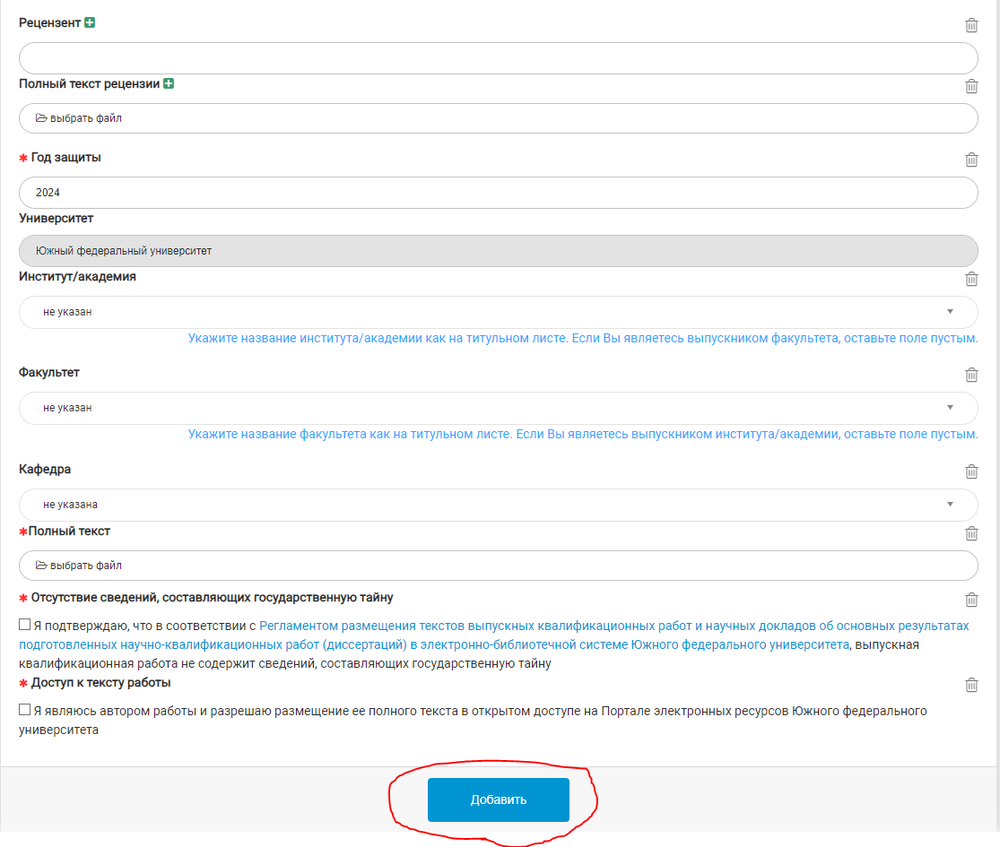 Рецензент
Полный текст рецензии
выбрать файл
* Год защиты
2024
Университет
Южный федеральный университет
Институт/академия
не указан
Укажите название института/академии как на титульном листе. Если Вы являетесь выпускником факультета, оставьте поле пустым.
Факультет
не указан
Укажите название факультета как на титульном листе. Если Вы являетесь выпускником института/академии, оставьте поле пустым.
Кафедра
не указана
*Полный текст
выбрать файл
* Отсутствие сведений, составляющих государственную тайну
Я подтверждаю, что в соответствии с Регламентом размещения текстов выпускных квалификационных работ и научных докладов об основных результатах
подготовленных научно-квалификационных работ (диссертаций) в электронно-библиотечной системе Южного федерального университета, выпускная
квалификационная работа не содержит сведений, составляющих государственную тайну
* Доступ к тексту работы
Я являюсь автором работы и разрешаю размещение ее полного текста в открытом доступе на Портале электронных ресурсов Южного федерального
университета
Добавить